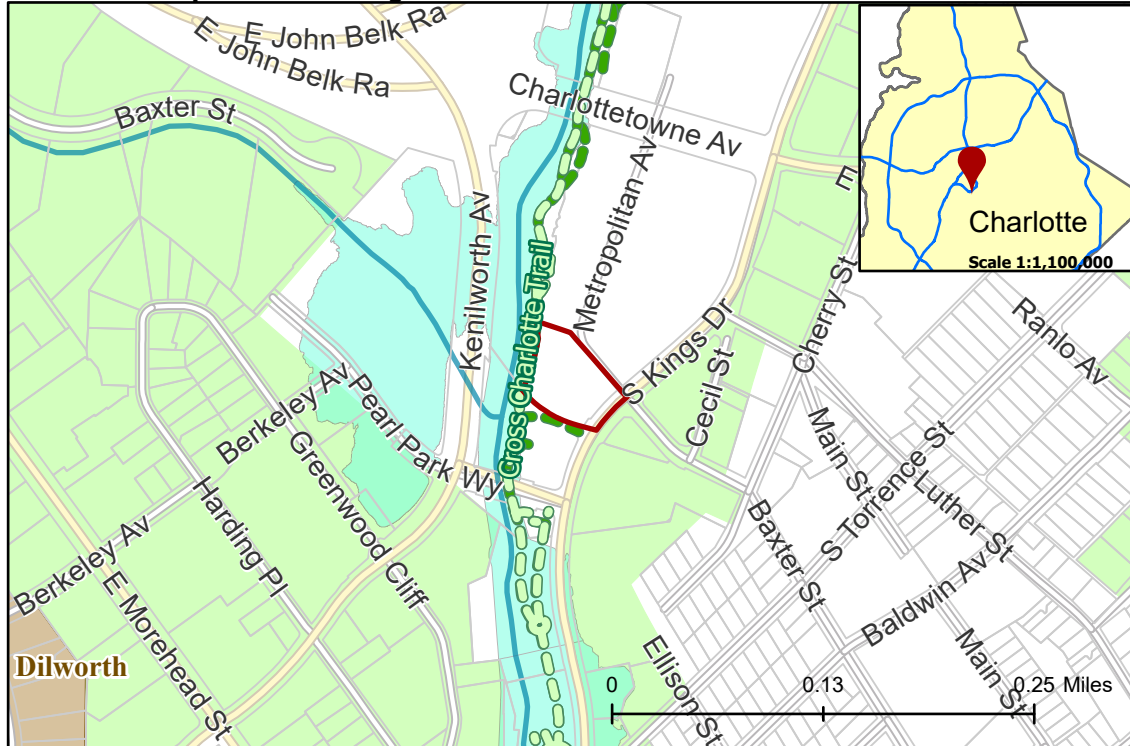 E John Belk Ra
E John Belk Ra
Baxter St
Charlottetowne Av
Metropolitan Av
E
Charlotte
Scale 1:1,100,000
Kenilworth Av
Cross Charlotte Trail
S Kings Dr
Cecil St
Cherry St
Ranlo Av
Berkeley Av
Pearl Park Wy
Greenwood Cliff
Harding Pl
Berkeley Av
E Morehead St
Main St
S Torrence St
Luther St
Baxter St
Baldwin Av
Main St
Ellison St
Dilworth
0
0.13
0.25 Miles